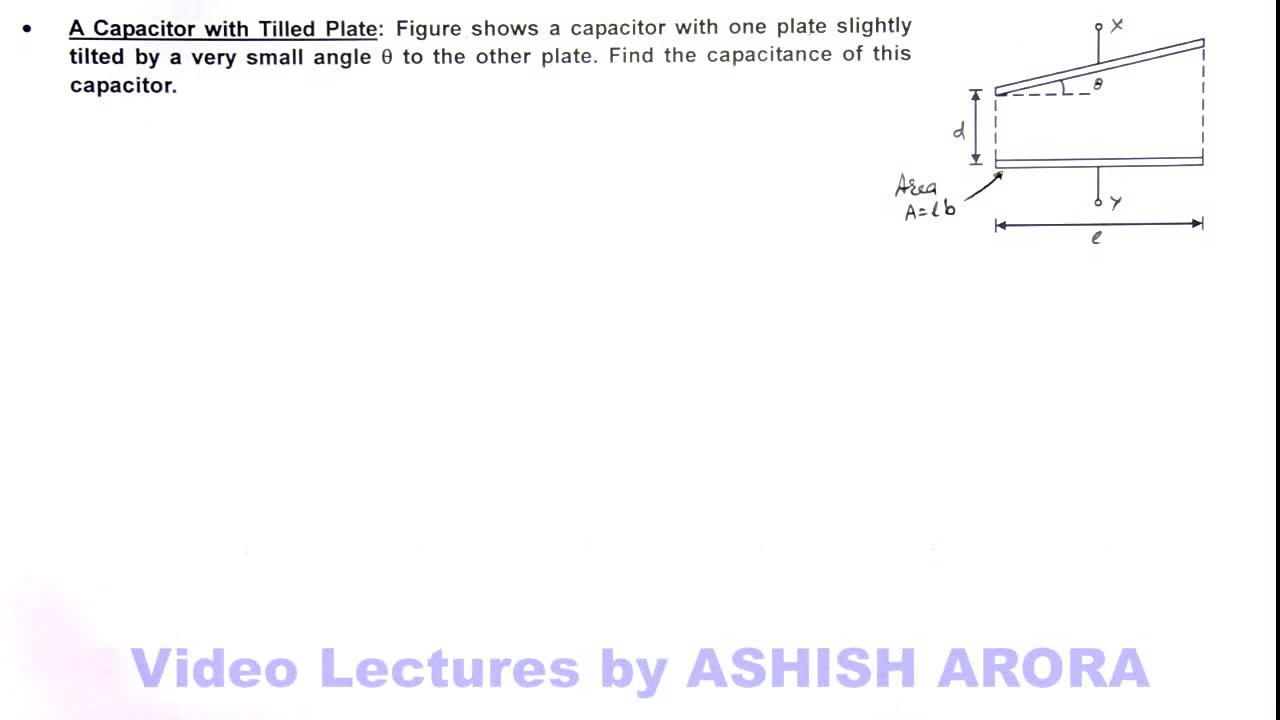 • A Capacitor with Tilled Plate: Figure shows a capacitor with one plate slightly
tilted by a very small angle θ to the other plate. Find the capacitance of this
capacitor.
X
θ
d
Area
A=lb
Y
l
Video Lectures by ASHISH ARORA